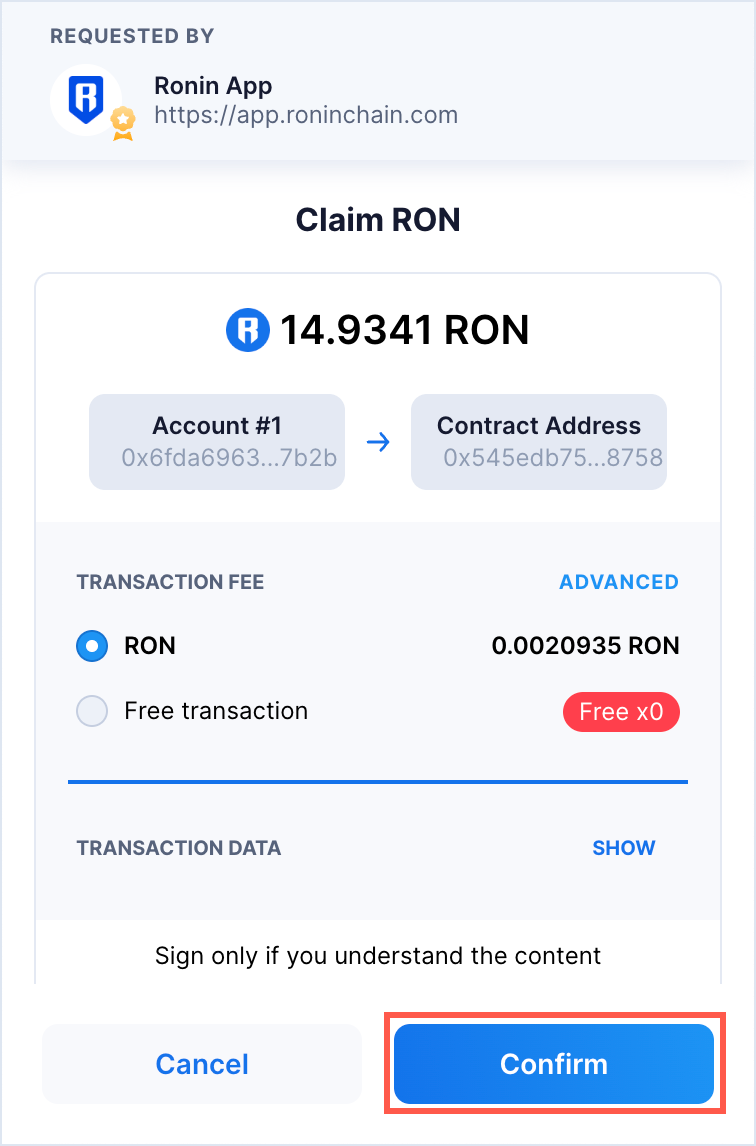 REQUESTED BY
Ronin App
https://app.roninchain.com
Claim RON
14.9341 RON
Account #1
0x6fda6963...7b2b
Contract Address
0x545edb75...8758
TRANSACTION FEE
ADVANCED
RON
0.0020935 RON
Free transaction
Free x0
TRANSACTION DATA
SHOW
Sign only if you understand the content
Cancel
Confirm